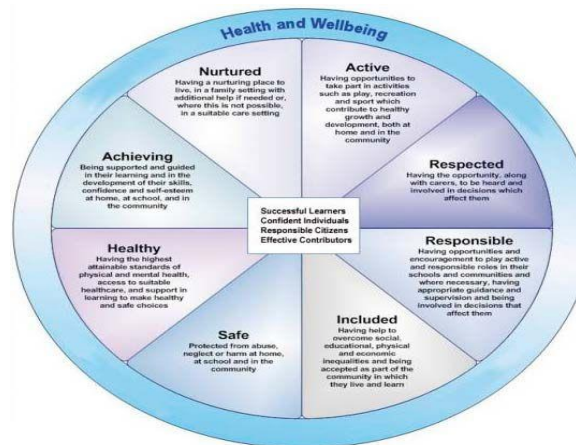 Health and Wellbeing
Nurtured
Having a nurturing place to
live, in a family setting with
additional help if needed or,
where this is not possible,
in a suitable care setting
Active
Having opportunities to
take part in activities
such as play, recreation
and sport which
contribute to healthy
growth and
development, both at
home and in the
community
Respected
Having the opportunity, along
with carers, to be heard and
involved in decisions which
affect them
Responsible
Having opportunities and
encouragement to play active
and responsible roles in their
schools and communities and
where necessary, having
appropriate guidance and
supervision and being
involved in decisions that
affect them
Included
Having help to
overcome social,
educational, physical
and economic
inequalities and being
accepted as part of the
community in which
they live and learn
Safe
Protected from abuse,
neglect or harm at home,
at school and in the
community
Healthy
Having the highest
attainable standards of
physical and mental health,
access to suitable
healthcare, and support in
learning to make healthy
and safe choices
Achieving
Being supported and guided
in their learning and in the
development of their skills,
confidence and self-esteem
at home, at school, and in
the community
Successful Learners
Confident Individuals
Responsible Citizens
Effective Contributors